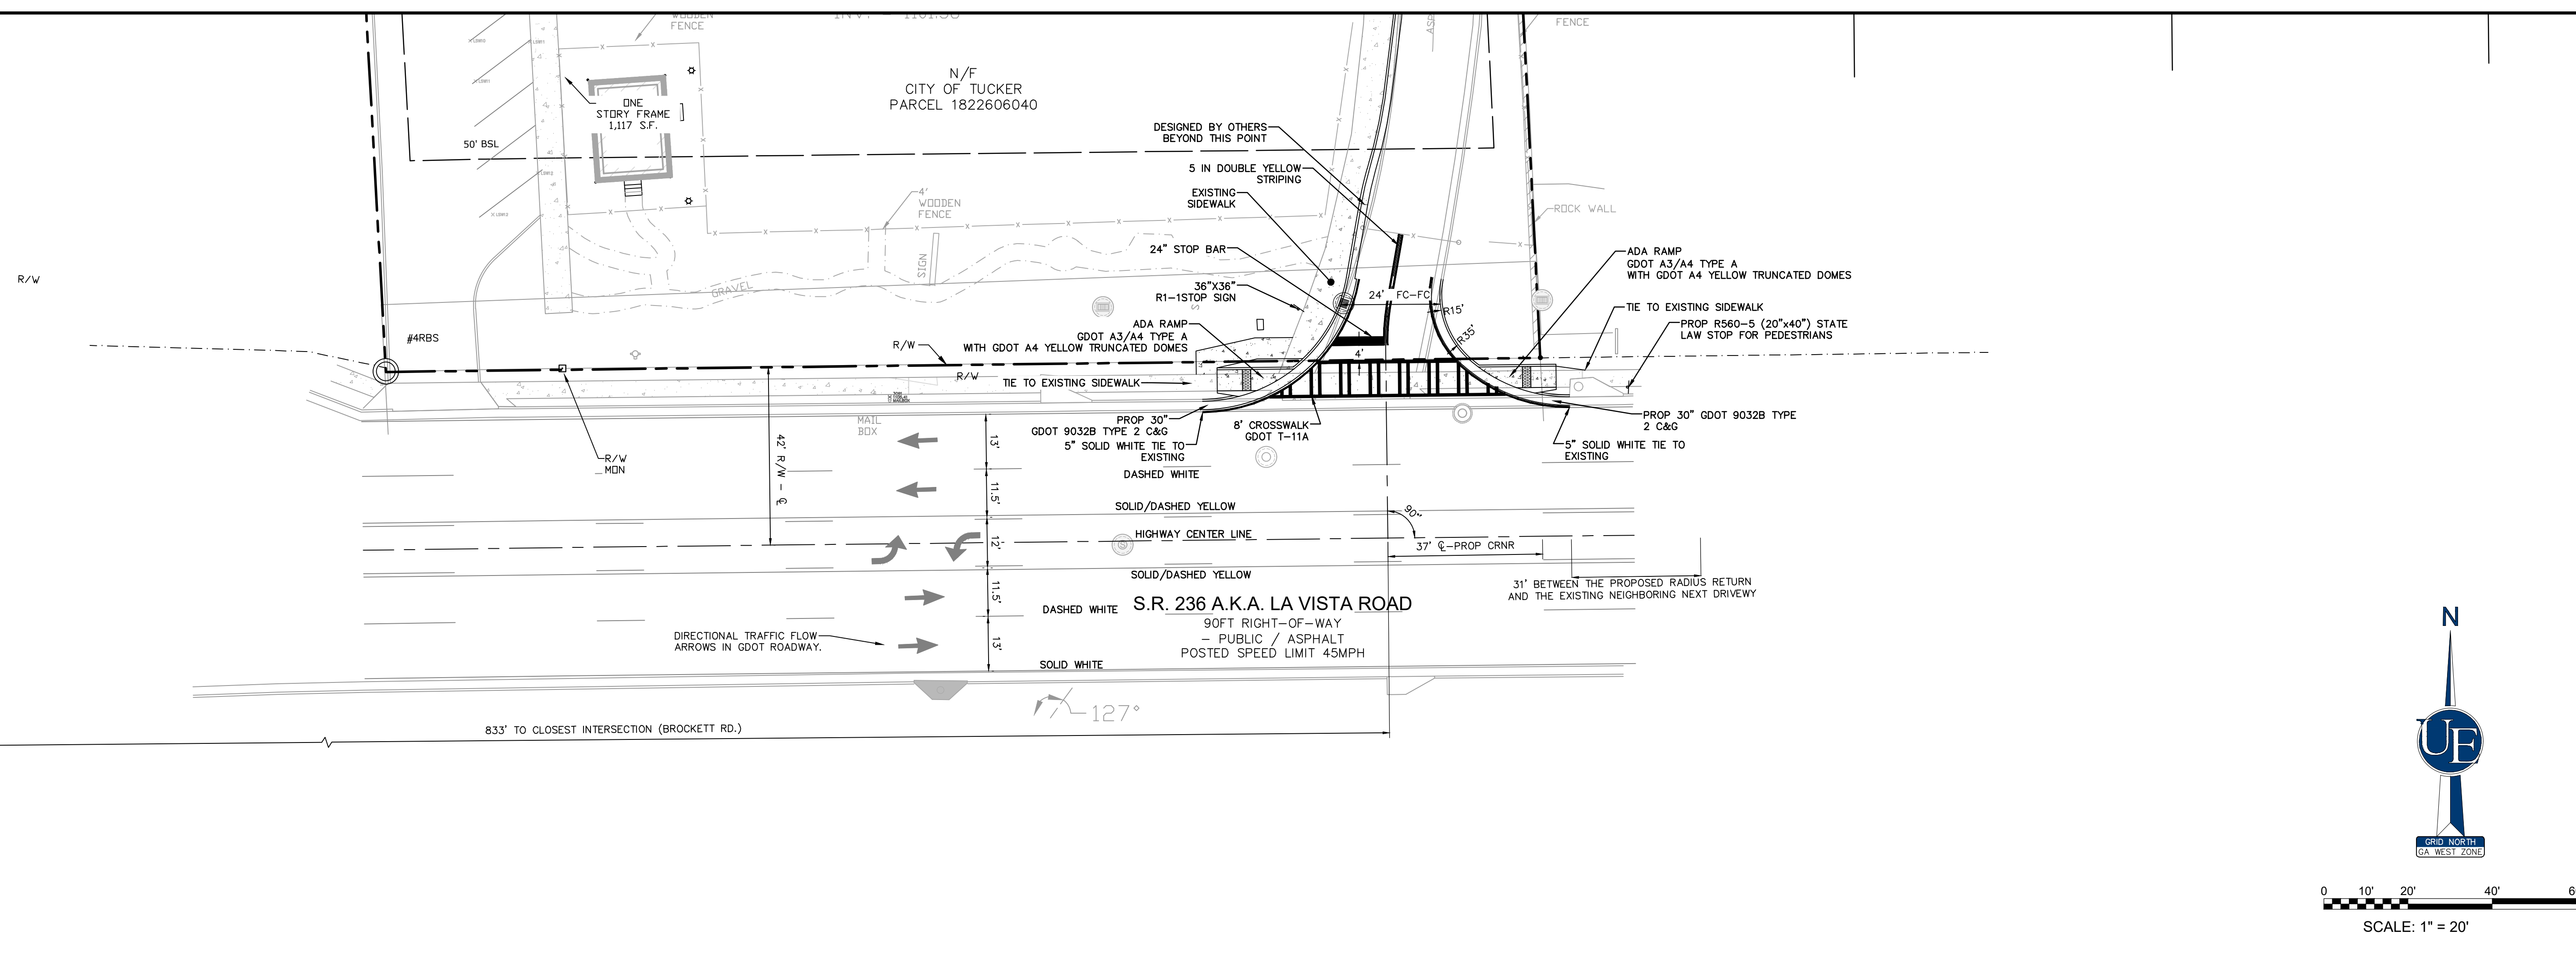 WOODEN
FENCE
FENCE
N/F
CITY OF TUCKER
PARCEL 1822606040
ONE
STORY FRAME
1,117 S.F.
50' BSL
DESIGNED BY OTHERS
BEYOND THIS POINT
5 IN DOUBLE YELLOW
STRIPING
EXISTING
SIDEWALK
4'
WOODEN
FENCE
ROCK WALL
24" STOP BAR
SIGN
GRAVEL
R/W
36"X36"
R1-1STOP SIGN
S
24' FC-FC
R15'
R35'
4'
ADA RAMP
GDOT A3/A4 TYPE A
WITH GDOT A4 YELLOW TRUNCATED DOMES
ADA RAMP
GDOT A3/A4 TYPE A
WITH GDOT A4 YELLOW TRUNCATED DOMES
TIE TO EXISTING SIDEWALK
PROP R560-5 (20"x40") STATE
LAW STOP FOR PEDESTRIANS
#4RBS
R/W
R/W
TIE TO EXISTING SIDEWALK
MAIL
BOX
PROP 30"
GDOT 9032B TYPE 2 C&G
5" SOLID WHITE TIE TO
EXISTING
8' CROSSWALK
GDOT T-11A
PROP 30" GDOT 9032B TYPE
2 C&G
5" SOLID WHITE TIE TO
EXISTING
R/W
MON
42' R/W - ℄
13'
11.5'
12'
11.5'
13'
DASHED WHITE
SOLID/DASHED YELLOW
HIGHWAY CENTER LINE
SOLID/DASHED YELLOW
90°
37' ℄-PROP CRNR
31' BETWEEN THE PROPOSED RADIUS RETURN
AND THE EXISTING NEIGHBORING NEXT DRIVEWY
DASHED WHITE
S.R. 236 A.K.A. LA VISTA ROAD
90FT RIGHT-OF-WAY
- PUBLIC / ASPHALT
POSTED SPEED LIMIT 45MPH
DIRECTIONAL TRAFFIC FLOW
ARROWS IN GDOT ROADWAY.
SOLID WHITE
127°
833' TO CLOSEST INTERSECTION (BROCKETT RD.)
N
UE
GRID NORTH
GA WEST ZONE
0 10' 20' 40'
SCALE: 1" = 20'